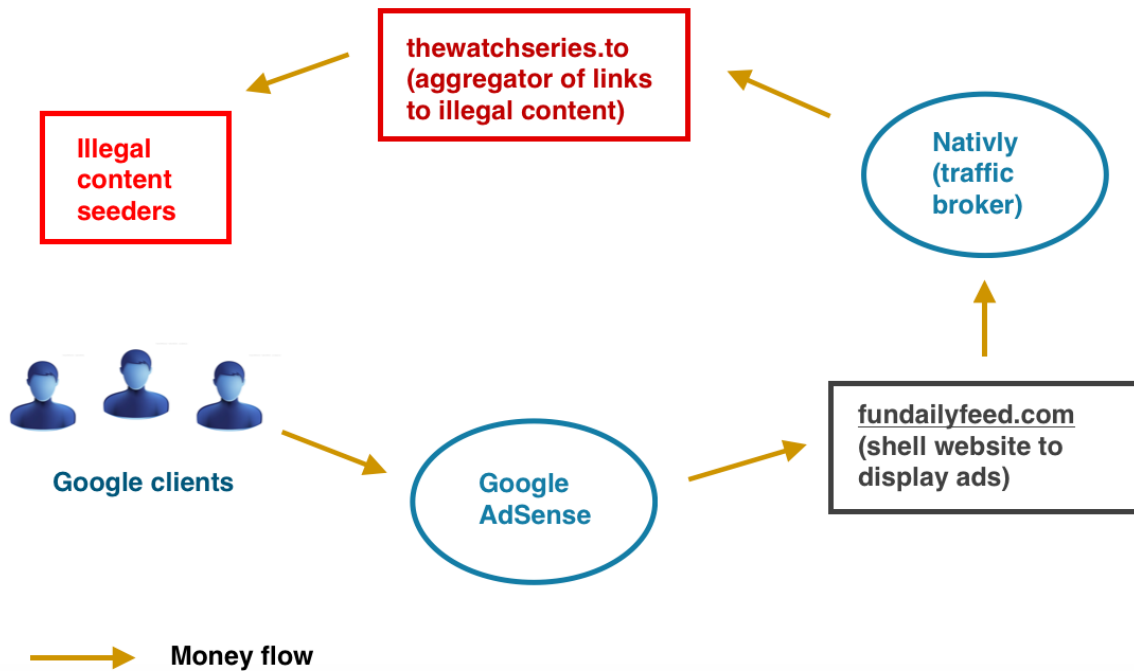 thewatchseries.to
(aggregator of links
to illegal content)
Illegal
content
seeders
Nativly
(traffic
broker)
Google clients
Google
AdSense
fundailyfeed.com
(shell website to
display ads)
Money flow